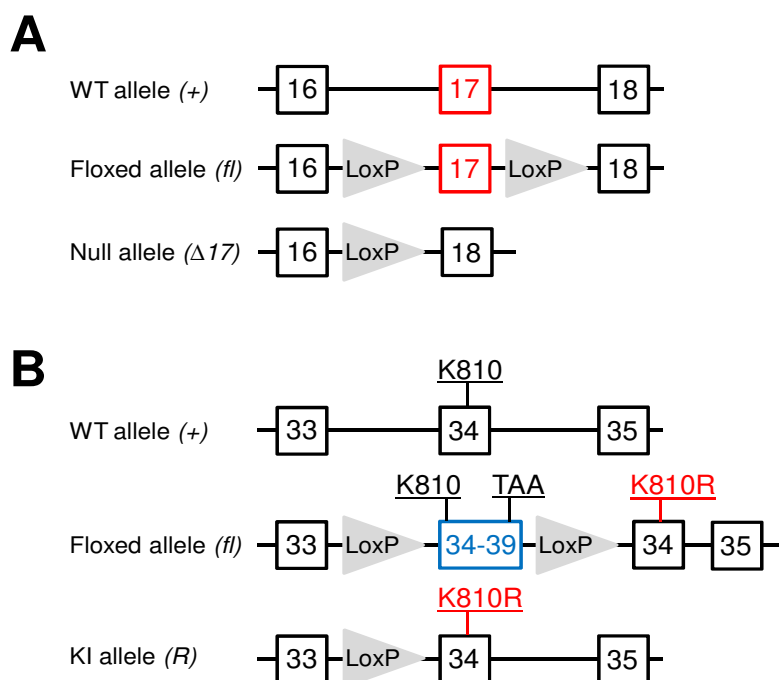 A
WT allele (+) 16 17 18
Floxed allele (fl) 16 LoxP 17 LoxP 18
Null allele (Δ17) 16 LoxP 18
B
K810
WT allele (+) 33 34 35
K810 TAA K810R
Floxed allele (fl) 33 LoxP 34-39 LoxP 34 35
K810R
KI allele (R) 33 LoxP 34 35